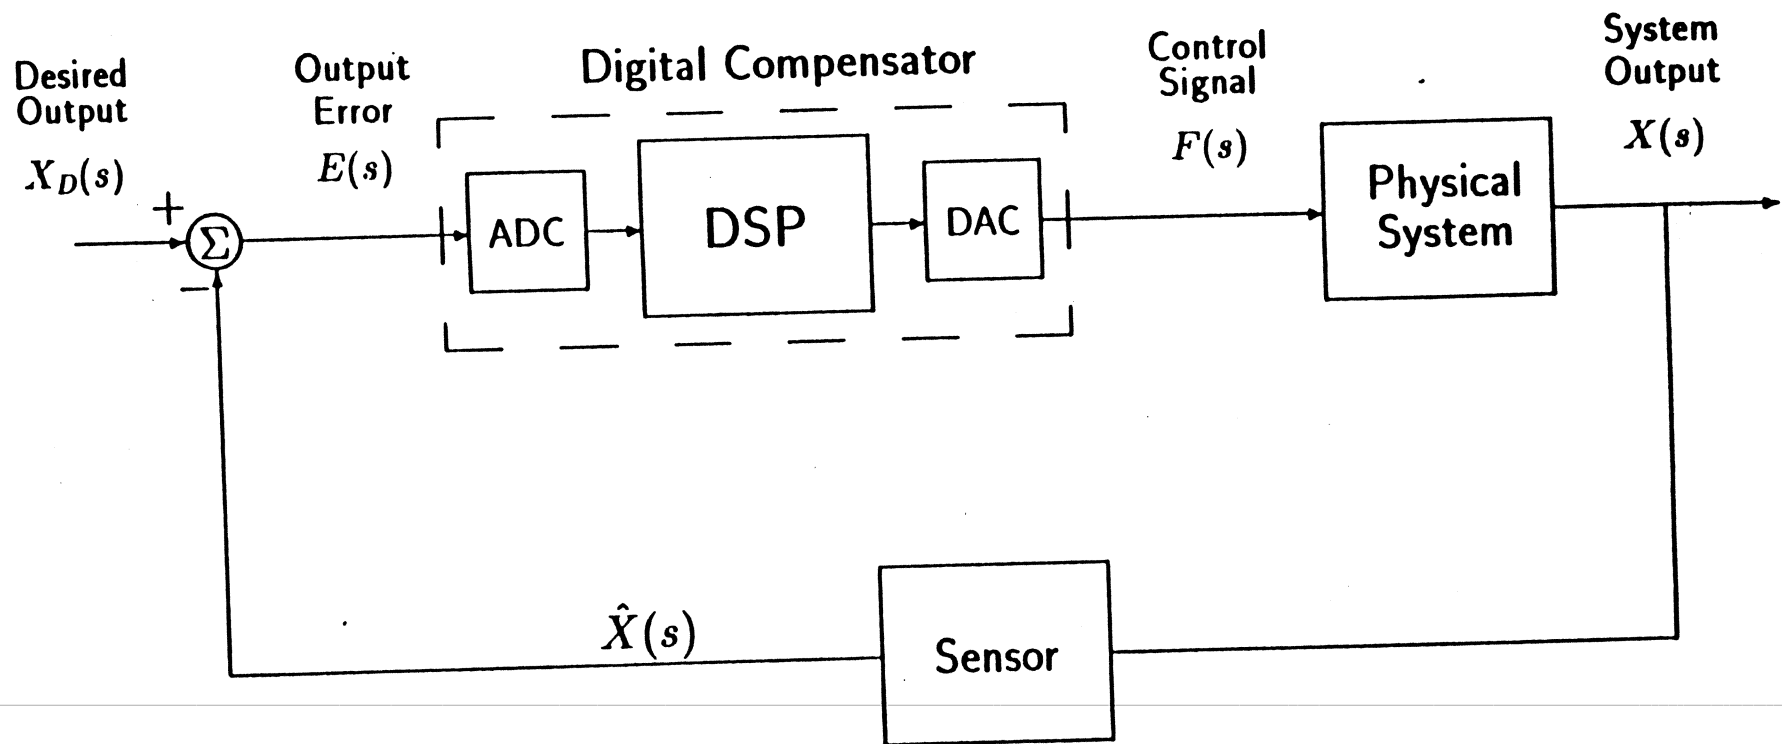 Desired
Output
X_D(s)
+
−
Σ
Output
Error
E(s)
Digital Compensator
ADC
DSP
DAC
Control
Signal
F(s)
Physical
System
System
Output
X(s)
X̂(s)
Sensor